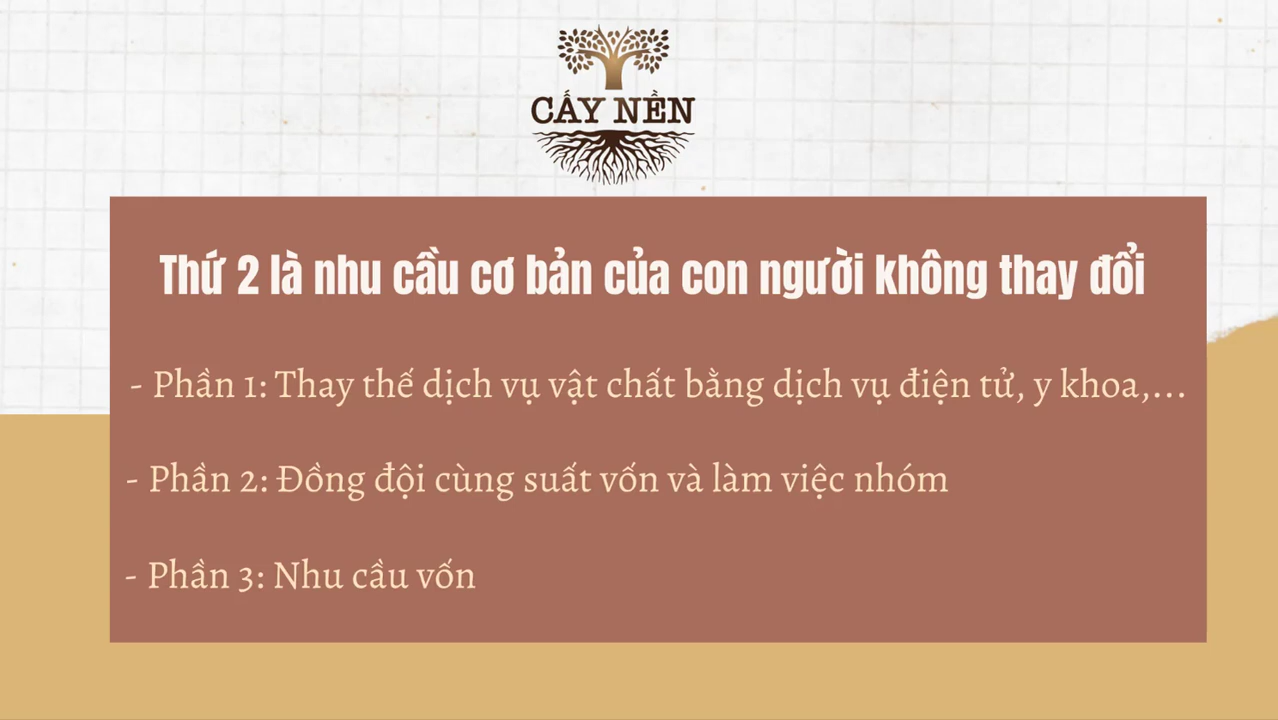 CẤY NỀN
Thứ 2 là nhu cầu cơ bản của con người không thay đổi
- Phần 1: Thay thế dịch vụ vật chất bằng dịch vụ điện tử, y khoa,...
- Phần 2: Đồng đội cùng suất vốn và làm việc nhóm
- Phần 3: Nhu cầu vốn